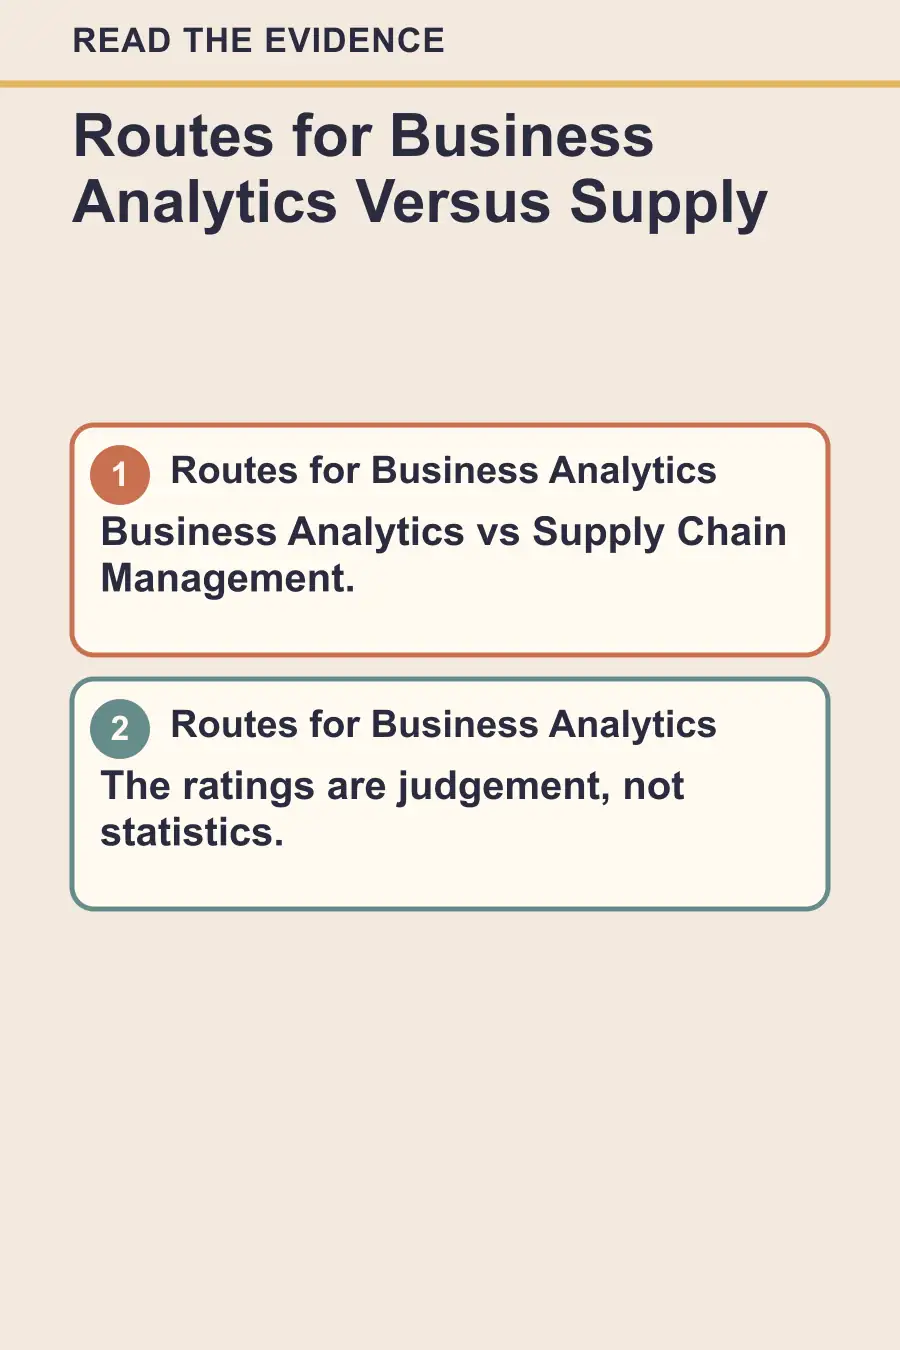 READ THE EVIDENCE
Routes for Business
Analytics Versus Supply
1 Routes for Business Analytics
Business Analytics vs Supply Chain
Management.
2 Routes for Business Analytics
The ratings are judgement, not
statistics.